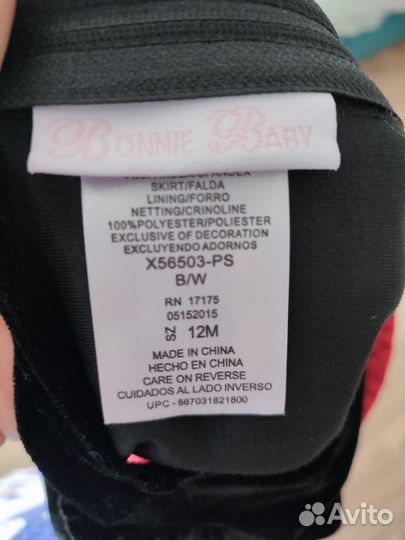 BONNIE BABY
SKIRT/FALDA
LINING/FORRO
NETTING/CRINOLINE
100%POLYESTER/POLIESTER
EXCLUSIVE OF DECORATION
EXCLUYENDO ADORNOS
X56503-PS
B/W
RN 17175
05152015
SZ 12M
MADE IN CHINA
HECHO EN CHINA
CARE ON REVERSE
CUIDADOS AL LADO INVERSO
UPC - 887031821800
Avito